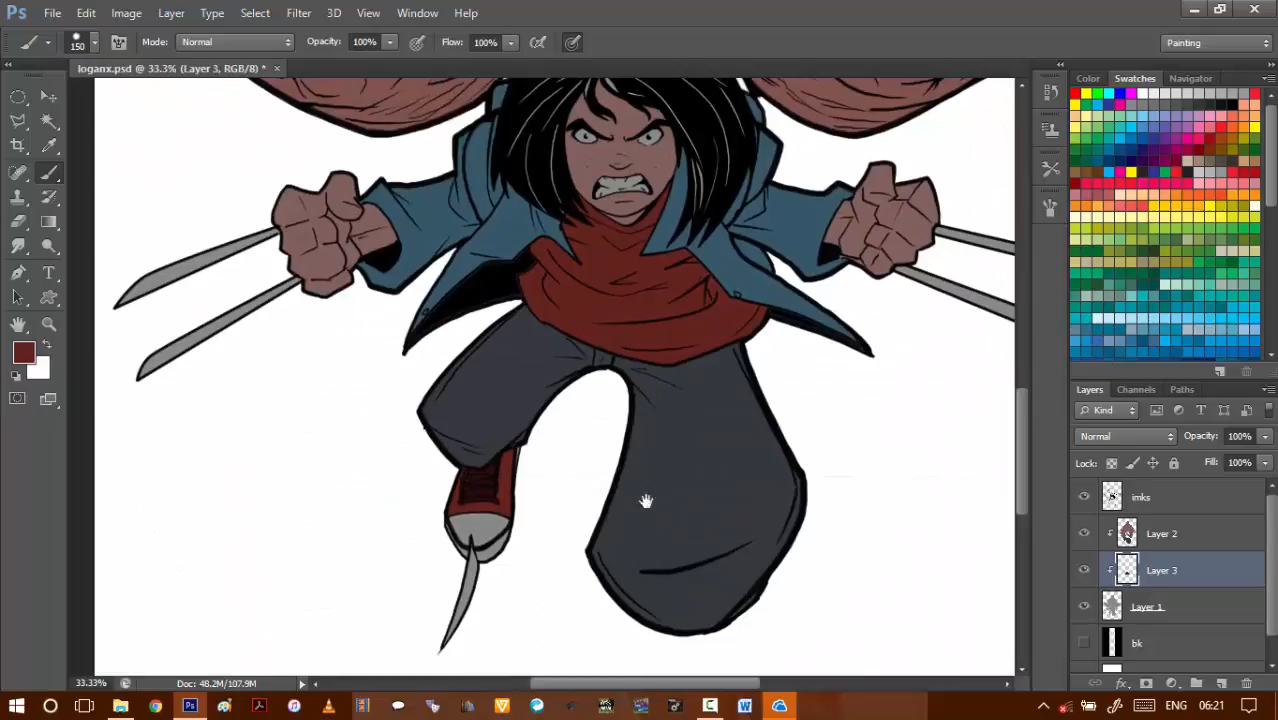 Ps File Edit Image Layer Type Select Filter 3D View Window Help
150 Mode: Normal Opacity: 100% Flow: 100% Painting
loganx.psd @ 33.3% (Layer 3, RGB/8) * ×
Color Swatches Navigator
Layers Channels Paths
Kind
Normal Opacity: 100%
Lock: Fill: 100%
imks
Layer 2
Layer 3
Layer 1
bk
fx
33.33% Doc: 48.2M/107.9M
ENG 06:21